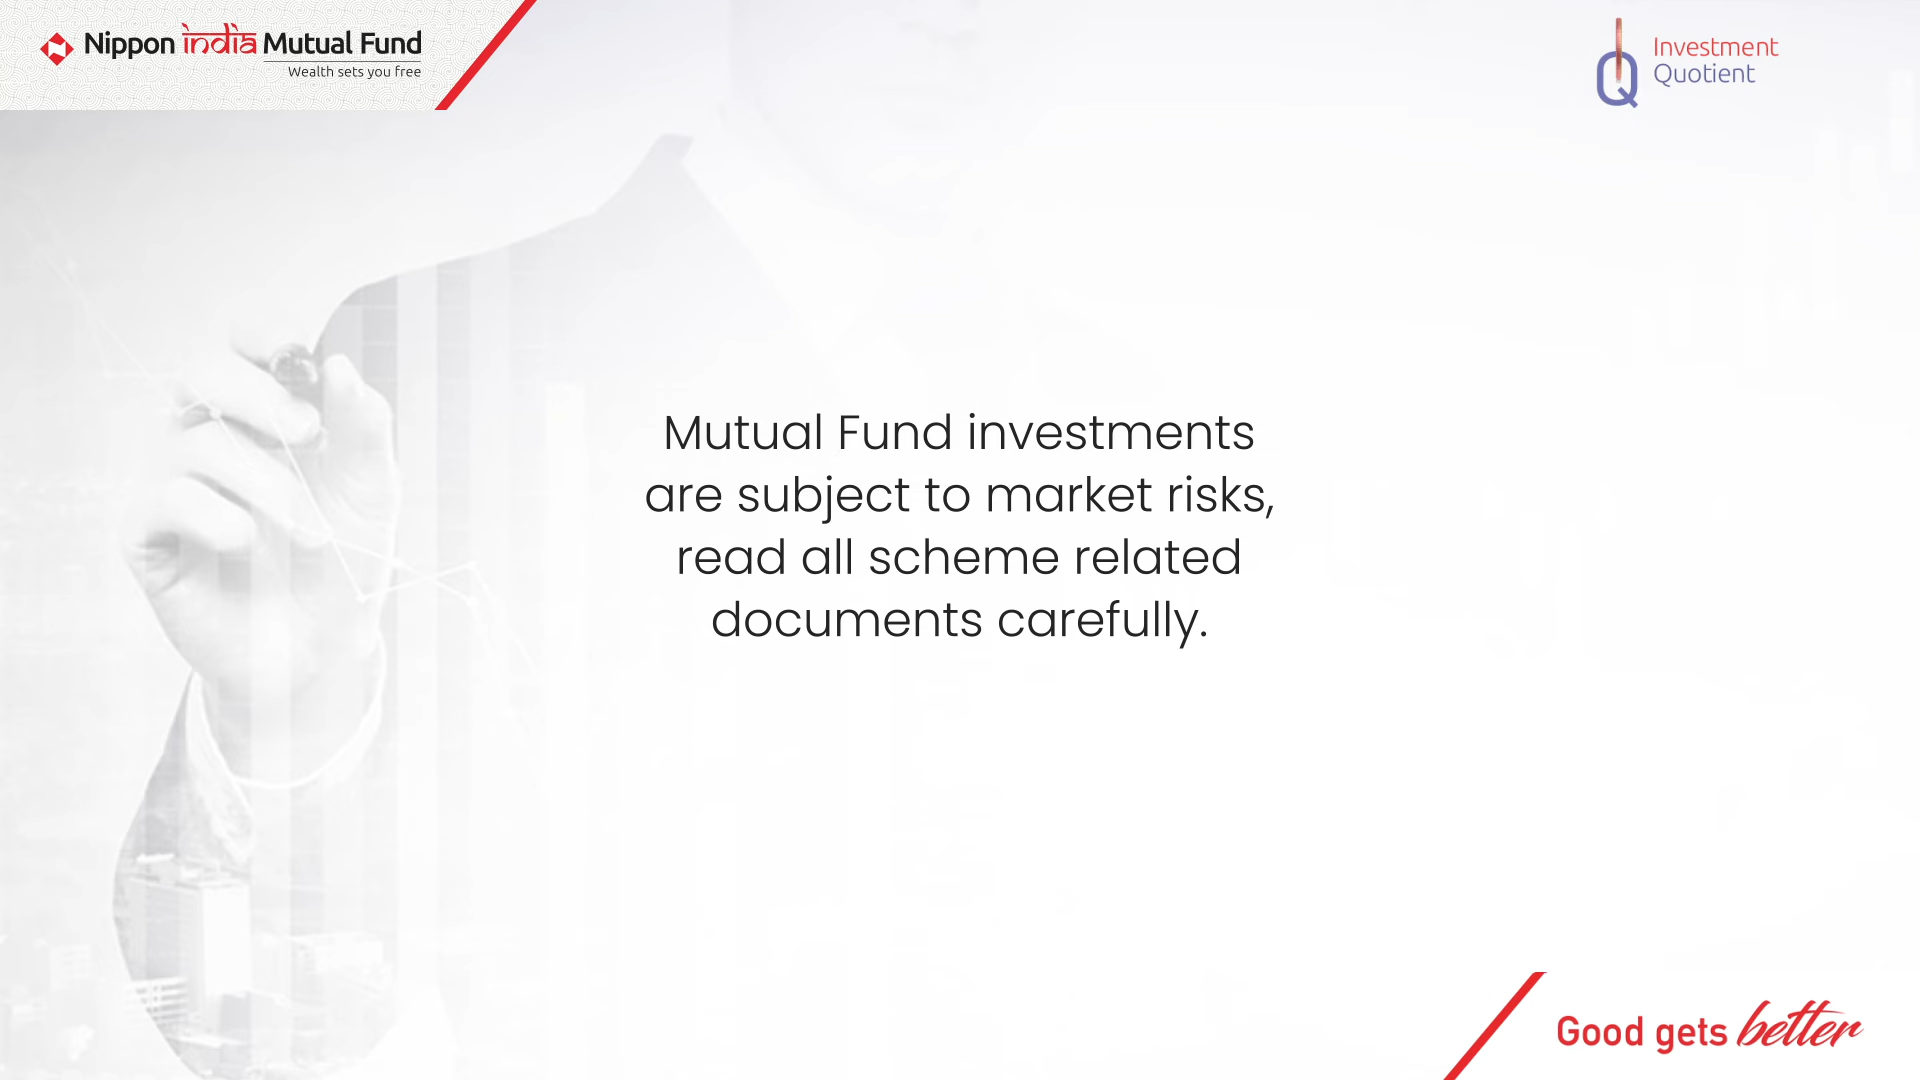 Nippon india Mutual Fund
Wealth sets you free
Investment
Quotient
Mutual Fund investments
are subject to market risks,
read all scheme related
documents carefully.
Good gets better